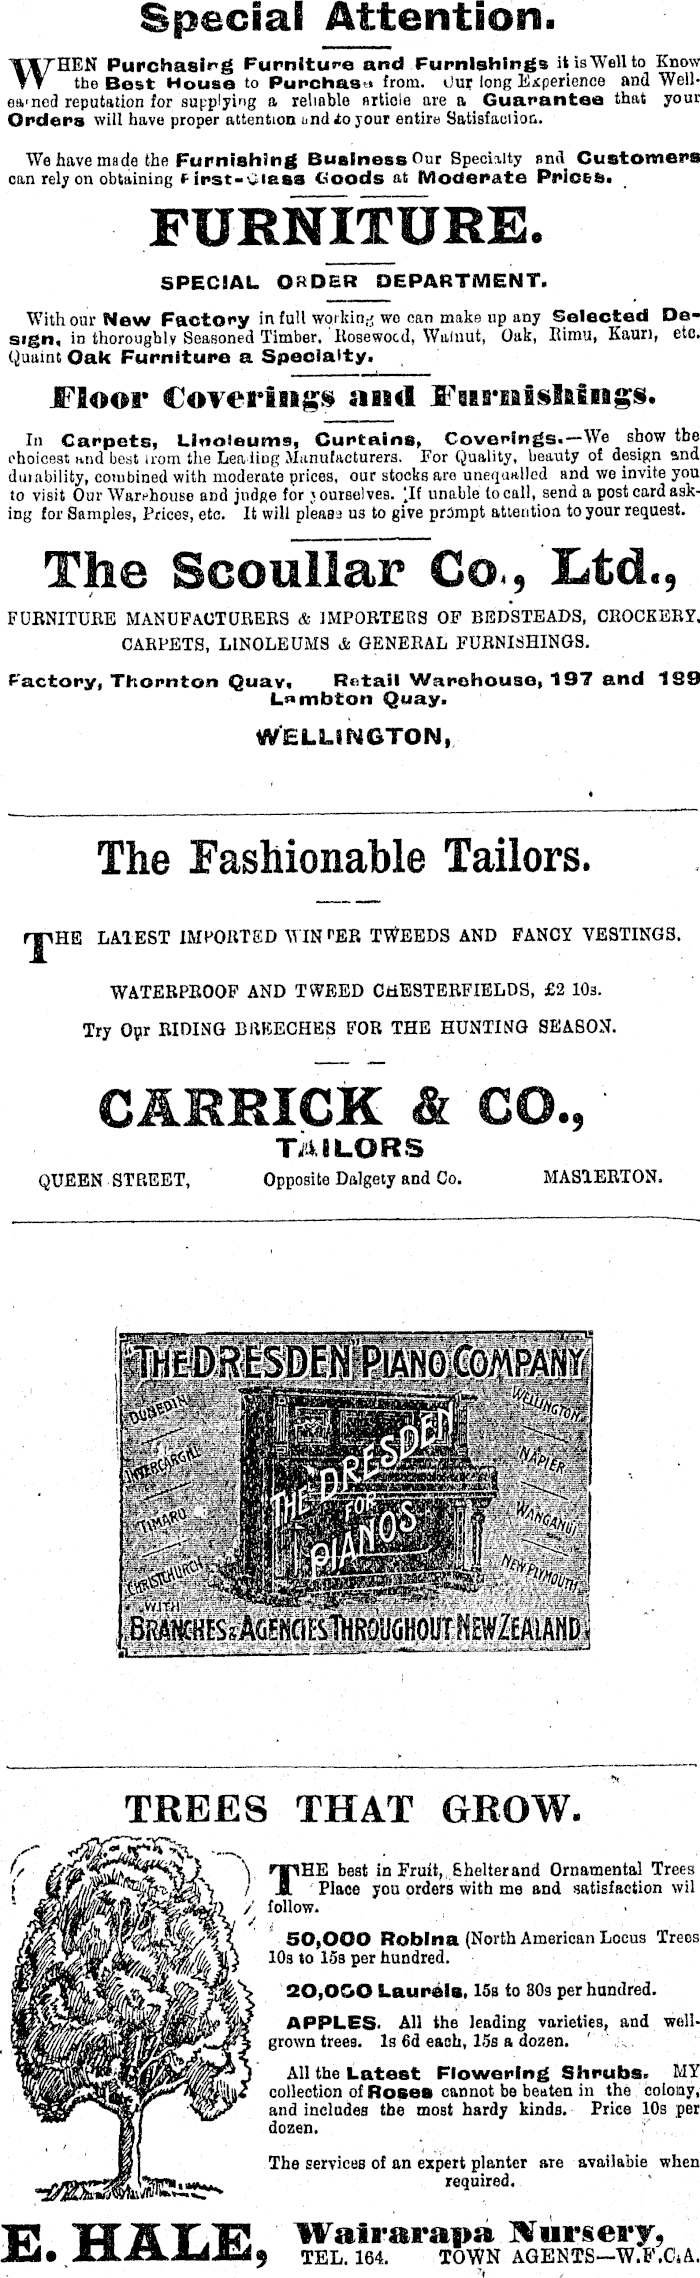 Special Attention.
WHEN Purchasing Furniture and Furnishings it is Well to Know
the Best House to Purchase from. Our long Experience and Well-
earned reputation for supplying a reliable article are a Guarantee that your
Orders will have proper attention and to your entire Satisfaction.
We have made the Furnishing Business Our Specialty and Customers
can rely on obtaining First-Class Goods at Moderate Prices.
FURNITURE.
SPECIAL ORDER DEPARTMENT.
With our New Factory in full working we can make up any Selected De-
sign, in thoroughly Seasoned Timber. Rosewood, Walnut, Oak, Rimu, Kauri, etc.
Quaint Oak Furniture a Specialty.
Floor Coverings and Furnishings.
In Carpets, Linoleums, Curtains, Coverings.—We show the
choicest and best from the Leading Manufacturers. For Quality, beauty of design and
durability, combined with moderate prices, our stocks are unequalled and we invite you
to visit Our Warehouse and judge for yourselves. If unable to call, send a post card ask-
ing for Samples, Prices, etc. It will please us to give prompt attention to your request.
The Scoullar Co., Ltd.,
FURNITURE MANUFACTURERS & IMPORTERS OF BEDSTEADS, CROCKERY,
CARPETS, LINOLEUMS & GENERAL FURNISHINGS.
Factory, Thornton Quay, Retail Warehouse, 197 and 199
Lambton Quay.
WELLINGTON,
The Fashionable Tailors.
THE LATEST IMPORTED WINTER TWEEDS AND FANCY VESTINGS.
WATERPROOF AND TWEED CHESTERFIELDS, £2 10s.
Try Our RIDING BREECHES FOR THE HUNTING SEASON.
CARRICK & CO.,
TAILORS
QUEEN STREET, Opposite Dalgety and Co. MASTERTON.
"THE DRESDEN" PIANO COMPANY
DUNEDIN
INVERCARGILL
TIMARU
CHRISTCHURCH
WELLINGTON
NAPIER
WANGANUI
NEW PLYMOUTH
THE "DRESDEN"
FOR
PIANOS
WITH
BRANCHES & AGENCIES THROUGHOUT NEW ZEALAND
TREES THAT GROW.
THE best in Fruit, Shelter and Ornamental Trees
Place you orders with me and satisfaction wil
follow.
50,000 Robina (North American Locus Trees
10s to 15s per hundred.
20,000 Laurels, 15s to 30s per hundred.
APPLES. All the leading varieties, and well-
grown trees. 1s 6d each, 15s a dozen.
All the Latest Flowering Shrubs. MY
collection of Roses cannot be beaten in the colony,
and includes the most hardy kinds. Price 10s per
dozen.
The services of an expert planter are available when
required.
E. HALE, Wairarapa Nursery,
TEL. 164. TOWN AGENTS—W.F.C.A.